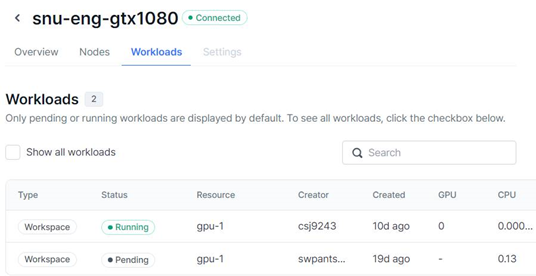 snu-eng-gtx1080 Connected
Overview Nodes Workloads Settings
Workloads 2
Only pending or running workloads are displayed by default. To see all workloads, click the checkbox below.
Show all workloads Search
Type Status Resource Creator Created GPU CPU
Workspace Running gpu-1 csj9243 10d ago 0 0.000...
Workspace Pending gpu-1 swpants... 19d ago - 0.13